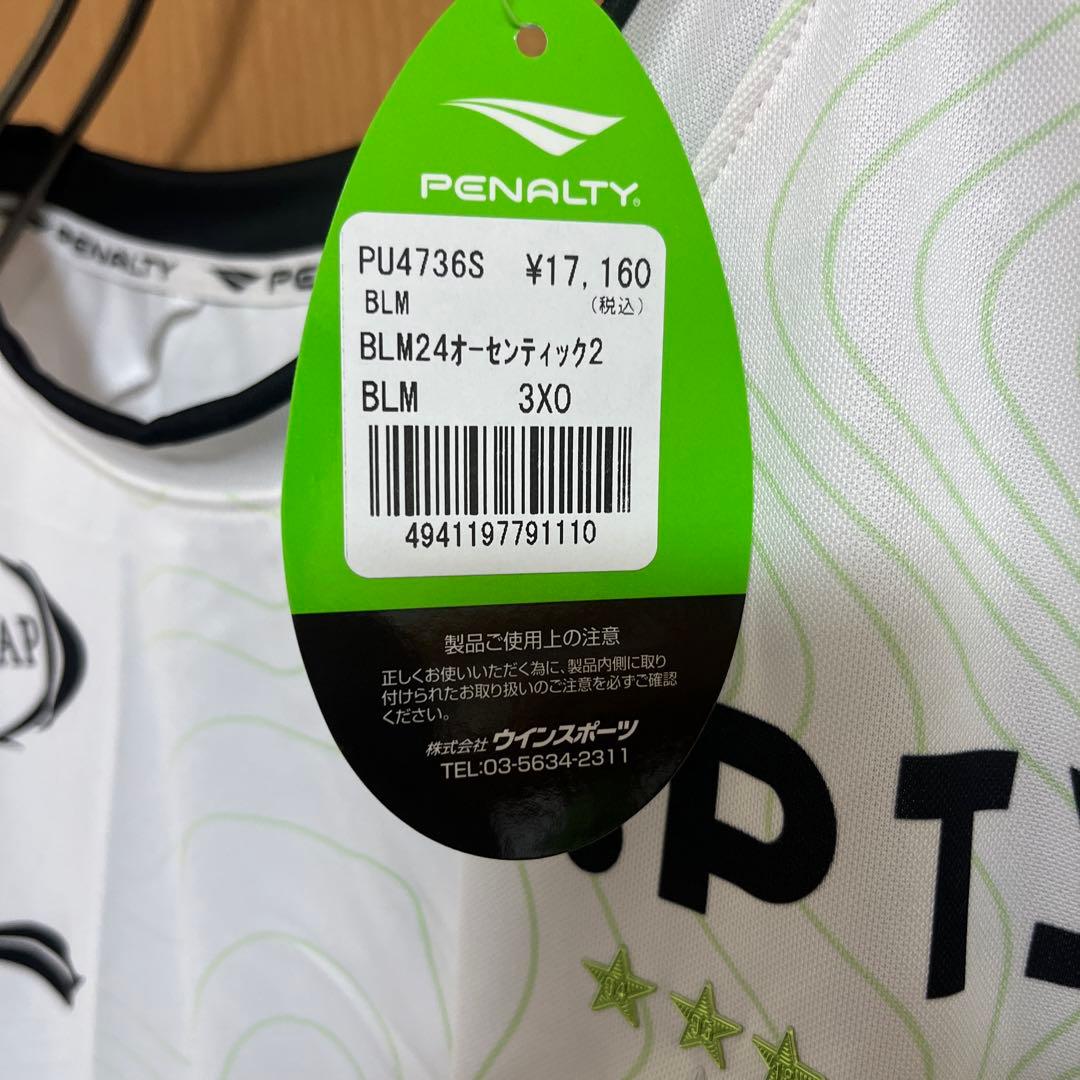 PENALTY
PENALTY
PE
PU4736S ¥17,160
BLM (税込)
BLM24オーセンティック2
BLM 3XO
4941197791110
製品ご使用上の注意
正しくお使いいただく為に、製品内側に取り
付けられたお取り扱いのご注意を必ずご確認
ください。
株式会社 ウインスポーツ
TEL:03-5634-2311
AP
.PT